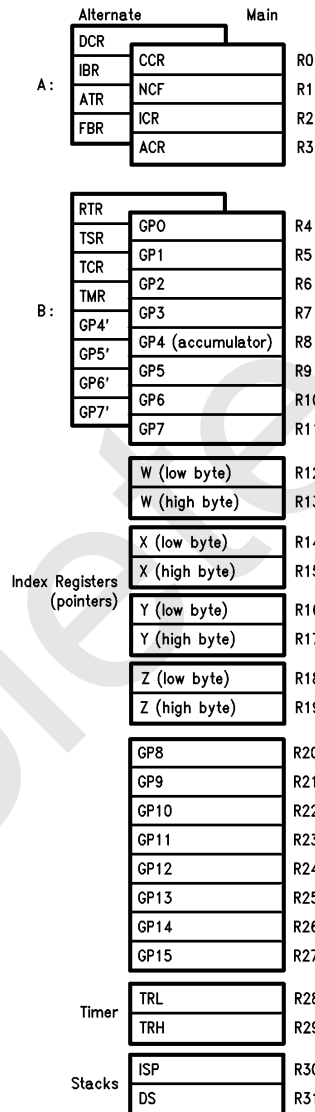 Alternate Main
DCR
IBR
ATR
FBR
A:
CCR R0
NCF R1
ICR R2
ACR R3
RTR
TSR
TCR
TMR
GP4'
GP5'
GP6'
GP7'
B:
GP0 R4
GP1 R5
GP2 R6
GP3 R7
GP4 (accumulator) R8
GP5 R9
GP6 R10
GP7 R11
W (low byte) R12
W (high byte) R13
X (low byte) R14
X (high byte) R15
Index Registers
(pointers)
Y (low byte) R16
Y (high byte) R17
Z (low byte) R18
Z (high byte) R19
GP8 R20
GP9 R21
GP10 R22
GP11 R23
GP12 R24
GP13 R25
GP14 R26
GP15 R27
Timer
TRL R28
TRH R29
Stacks
ISP R30
DS R31